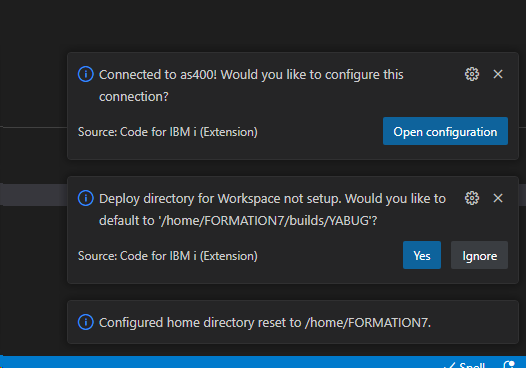 Connected to as400! Would you like to configure this
connection?
Source: Code for IBM i (Extension)
Open configuration
Deploy directory for Workspace not setup. Would you like to
default to '/home/FORMATION7/builds/YABUG'?
Source: Code for IBM i (Extension)
Yes
Ignore
Configured home directory reset to /home/FORMATION7.
Spell